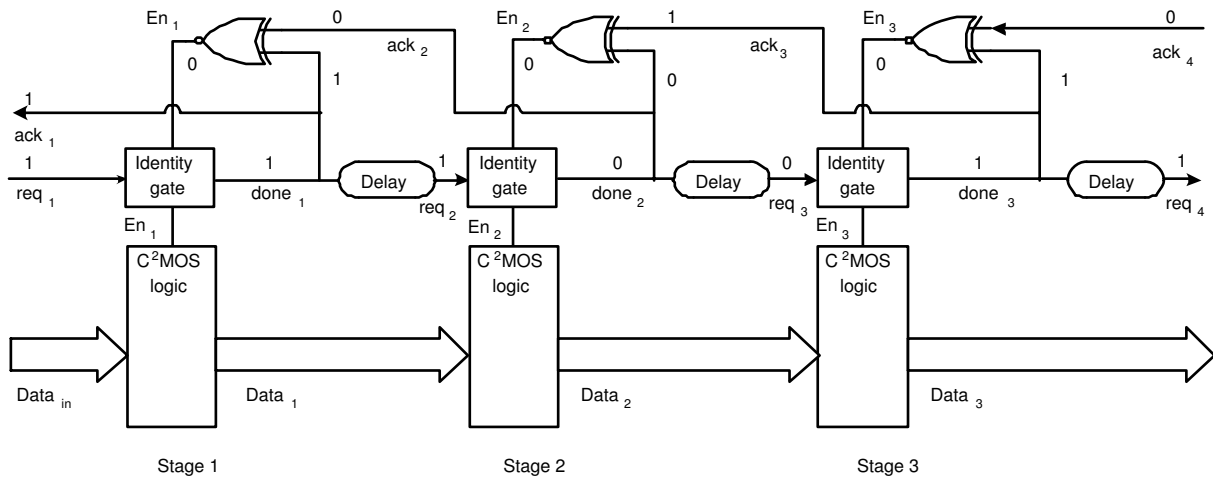 En 1
0
0
ack 2
1
1
ack 1
1
req 1
Identity gate
1
done 1
Delay
1
req 2
En 1
C 2 MOS logic
Data in
Data 1
Stage 1
En 2
0
1
ack 3
0
Identity gate
0
done 2
Delay
0
req 3
En 2
C 2 MOS logic
Data 2
Stage 2
En 3
0
0
ack 4
1
Identity gate
1
done 3
Delay
1
req 4
En 3
C 2 MOS logic
Data 3
Stage 3